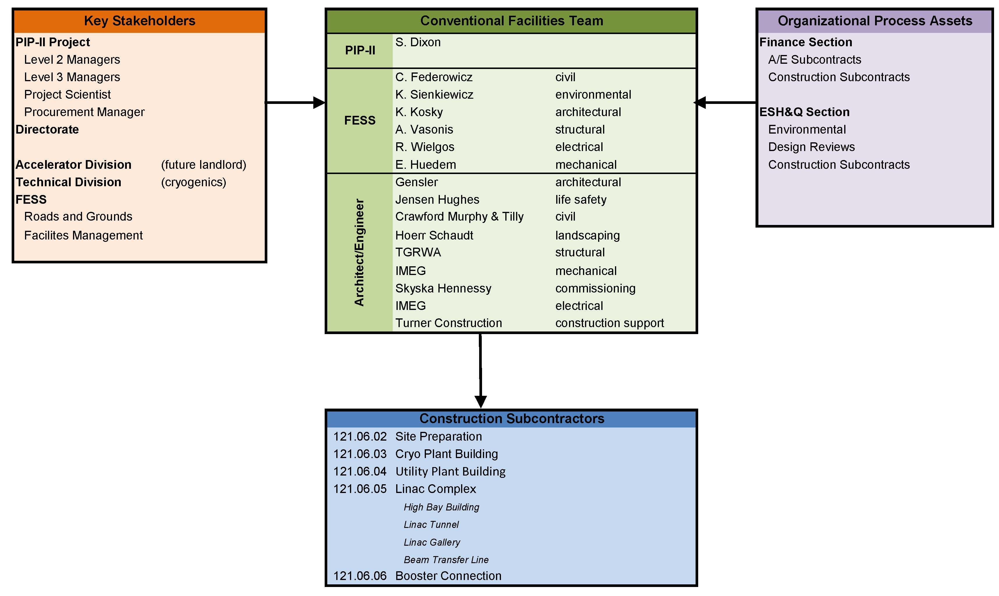 Key Stakeholders
PIP-II Project
Level 2 Managers
Level 3 Managers
Project Scientist
Procurement Manager
Directorate
Accelerator Division (future landlord)
Technical Division (cryogenics)
FESS
Roads and Grounds
Facilites Management
Conventional Facilities Team
PIP-II
S. Dixon
FESS
C. Federowicz civil
K. Sienkiewicz environmental
K. Kosky architectural
A. Vasonis structural
R. Wielgos electrical
E. Huedem mechanical
Architect/Engineer
Gensler architectural
Jensen Hughes life safety
Crawford Murphy & Tilly civil
Hoerr Schaudt landscaping
TGRWA structural
IMEG mechanical
Skyska Hennessy commissioning
IMEG electrical
Turner Construction construction support
Organizational Process Assets
Finance Section
A/E Subcontracts
Construction Subcontracts
ESH&Q Section
Environmental
Design Reviews
Construction Subcontracts
Construction Subcontractors
121.06.02 Site Preparation
121.06.03 Cryo Plant Building
121.06.04 Utility Plant Building
121.06.05 Linac Complex
High Bay Building
Linac Tunnel
Linac Gallery
Beam Transfer Line
121.06.06 Booster Connection